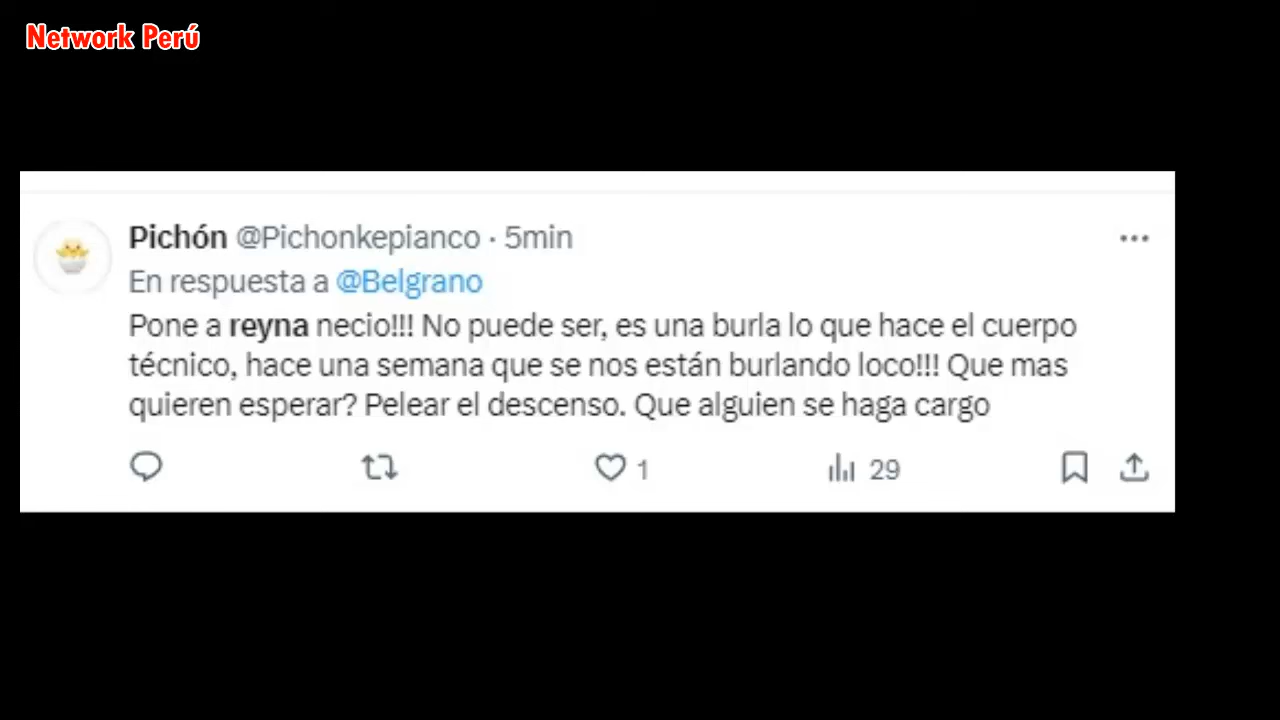 Network Perú
Pichón @Pichonkepianco · 5min
En respuesta a @Belgrano
Pone a reyna necio!!! No puede ser, es una burla lo que hace el cuerpo
técnico, hace una semana que se nos están burlando loco!!! Que mas
quieren esperar? Pelear el descenso. Que alguien se haga cargo
1 29